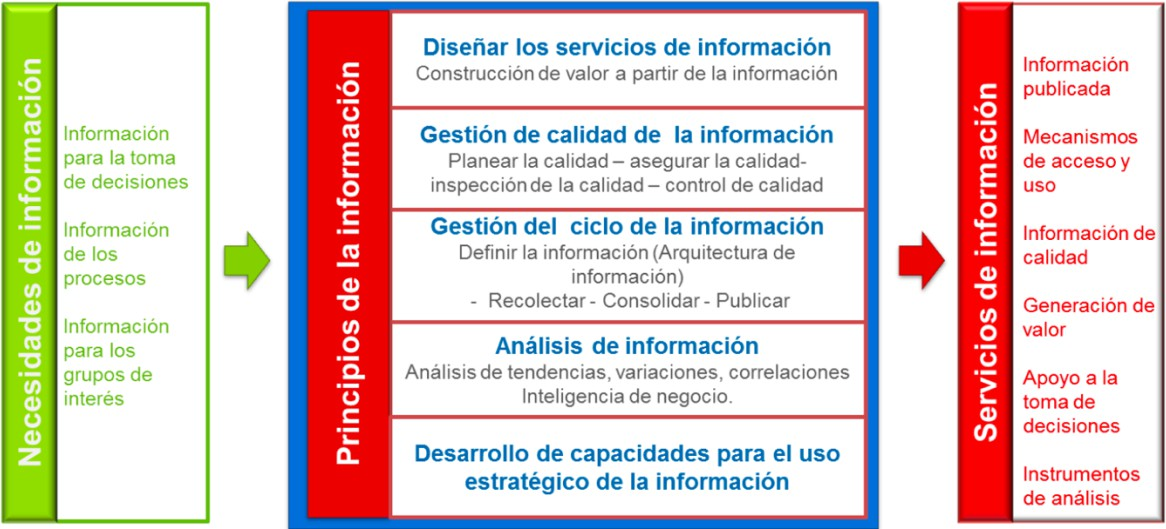 Necesidades de información
Información
para la toma
de decisiones
Información
de los
procesos
Información
para los
grupos de
interés
Principios de la información
Diseñar los servicios de información
Construcción de valor a partir de la información
Gestión de calidad de  la información
Planear la calidad – asegurar la calidad-
inspección de la calidad – control de calidad
Gestión del  ciclo de la información
Definir la información (Arquitectura de
información)
-  Recolectar - Consolidar - Publicar
Análisis de información
Análisis de tendencias, variaciones, correlaciones
Inteligencia de negocio.
Desarrollo de capacidades para el uso
estratégico de la información
Servicios de información
Información
publicada
Mecanismos
de acceso y
uso
Información de
calidad
Generación de
valor
Apoyo a la
toma de
decisiones
Instrumentos
de análisis